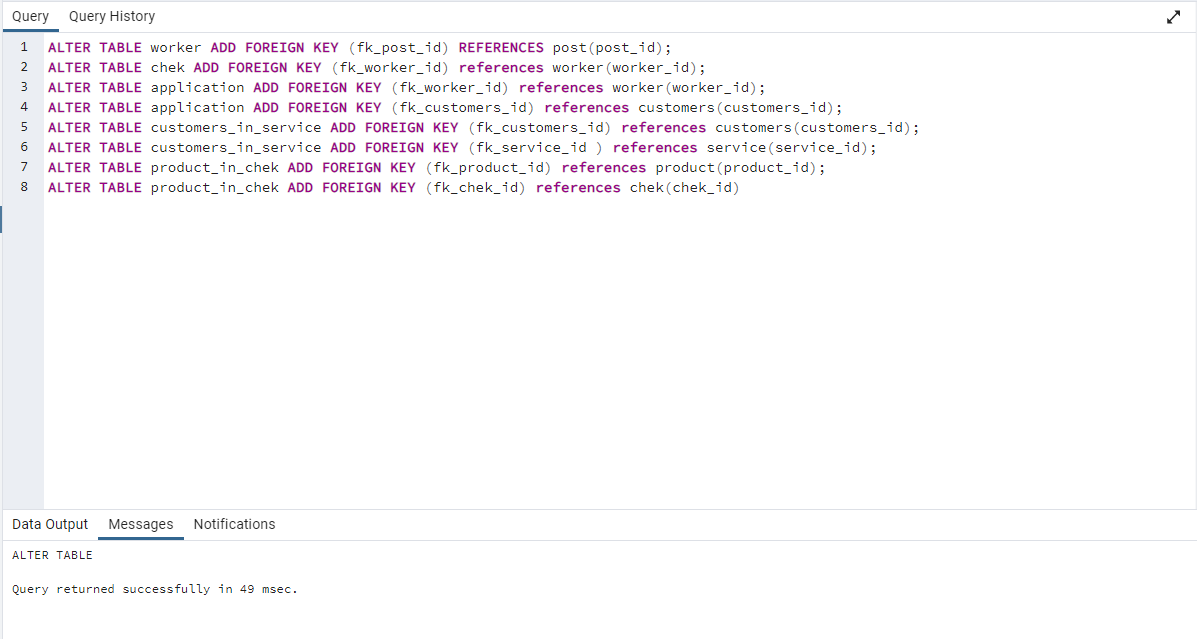 Query Query History
1 ALTER TABLE worker ADD FOREIGN KEY (fk_post_id) REFERENCES post(post_id);
2 ALTER TABLE chek ADD FOREIGN KEY (fk_worker_id) references worker(worker_id);
3 ALTER TABLE application ADD FOREIGN KEY (fk_worker_id) references worker(worker_id);
4 ALTER TABLE application ADD FOREIGN KEY (fk_customers_id) references customers(customers_id);
5 ALTER TABLE customers_in_service ADD FOREIGN KEY (fk_customers_id) references customers(customers_id);
6 ALTER TABLE customers_in_service ADD FOREIGN KEY (fk_service_id ) references service(service_id);
7 ALTER TABLE product_in_chek ADD FOREIGN KEY (fk_product_id) references product(product_id);
8 ALTER TABLE product_in_chek ADD FOREIGN KEY (fk_chek_id) references chek(chek_id)
Data Output Messages Notifications
ALTER TABLE
Query returned successfully in 49 msec.